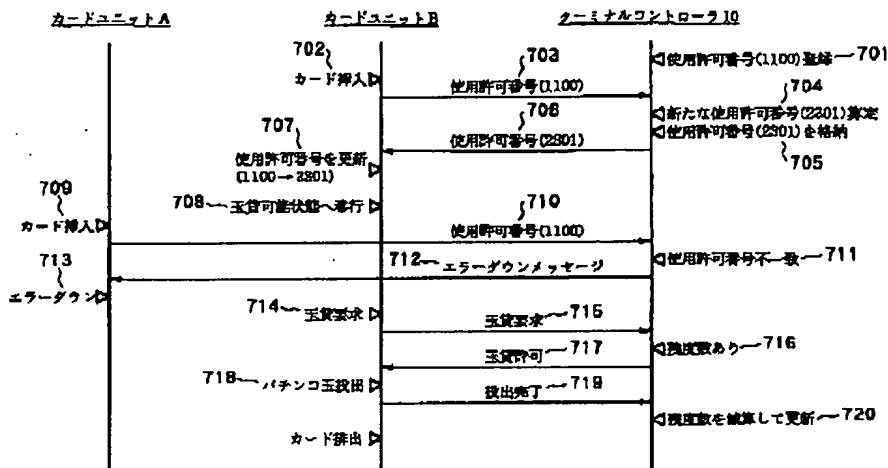 カードユニットA
カードユニットB
ターミナルコントローラ10
使用許可番号(1100)登録
701
702
カード挿入
703
使用許可番号(1100)
704
新たな使用許可番号(2301)算定
使用許可番号(2301)を格納
705
706
使用許可番号(2301)
707
使用許可番号を更新
(1100→2301)
708
玉貸可能状態へ移行
709
カード挿入
710
使用許可番号(1100)
使用許可番号不一致
711
712
エラーダウンメッセージ
713
エラーダウン
714
玉貸要求
玉貸要求
715
残度数あり
716
玉貸許可
717
718
パチンコ玉投出
投出完了
719
残度数を減算して更新
720
カード排出